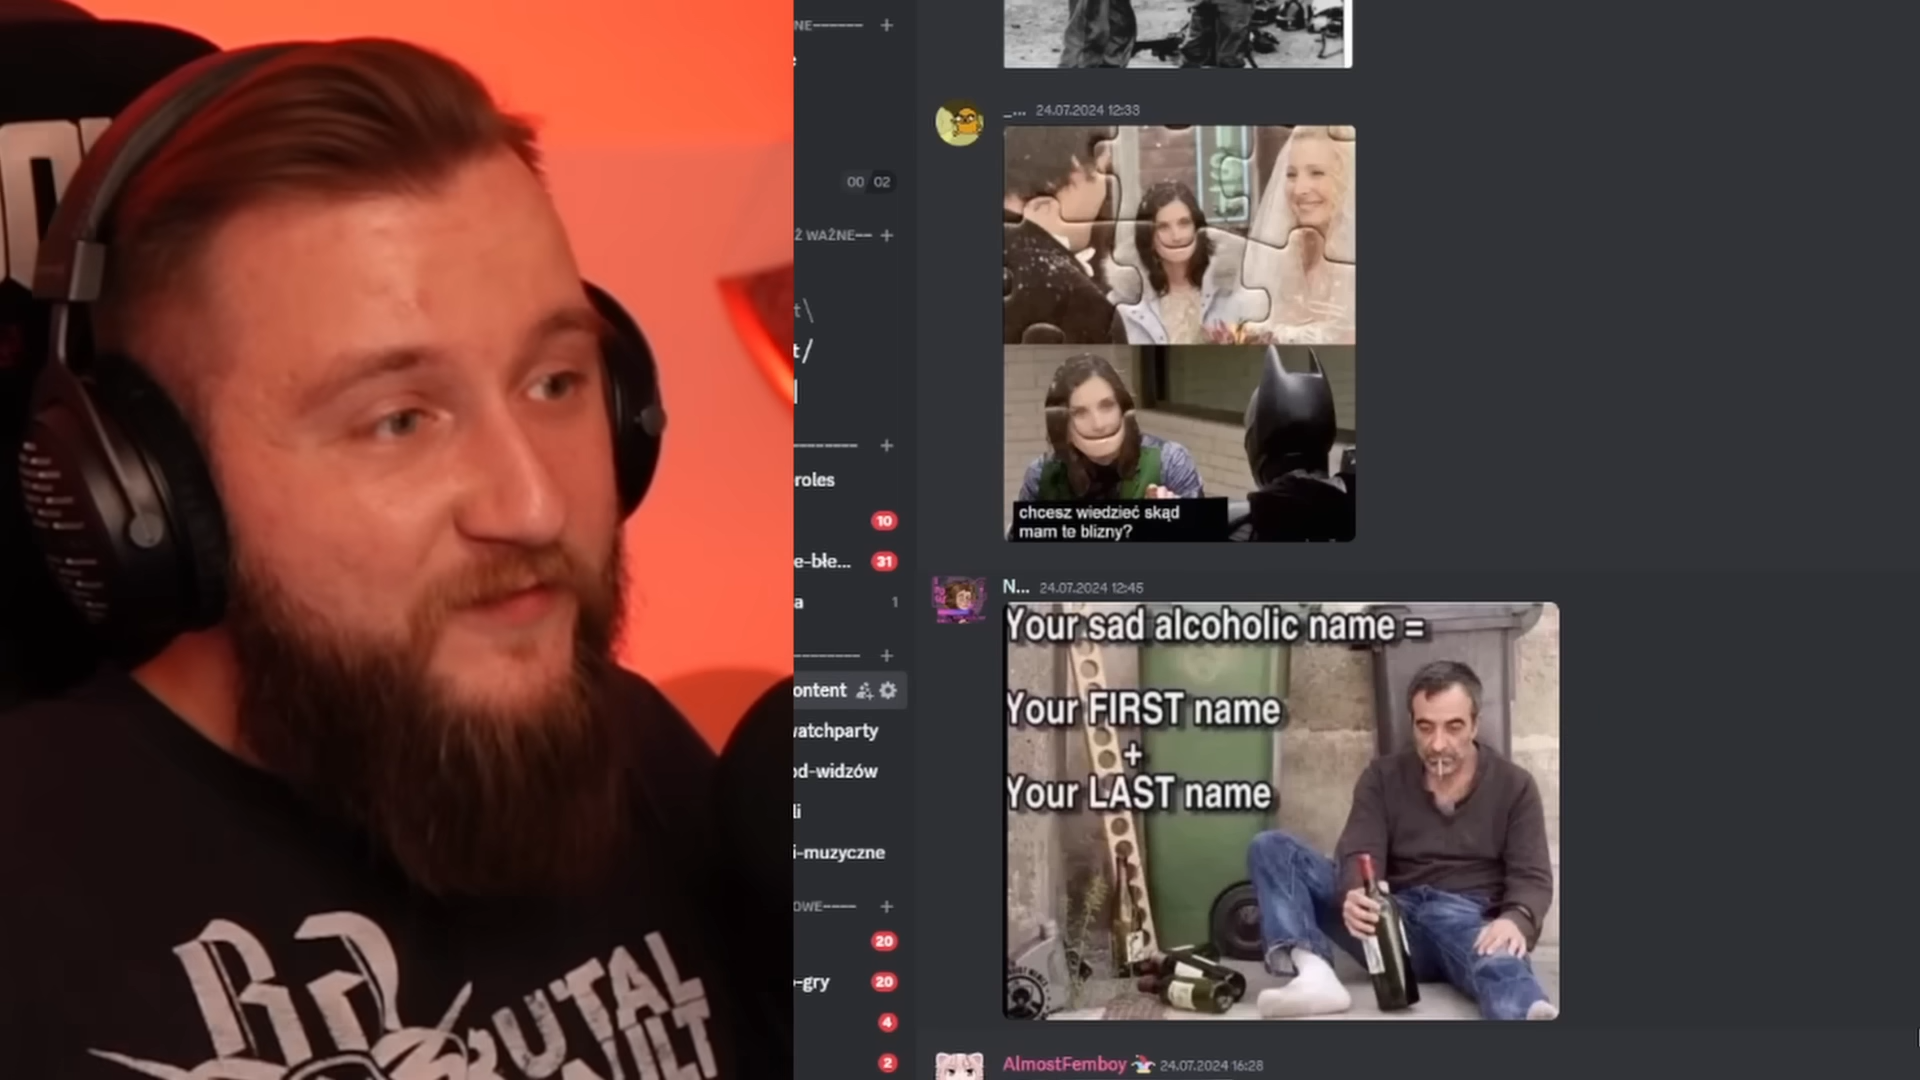 NE
00 02
Ż WAŻNE
t\
t/
roles
10
e-błe... 31
a 1
ontent
vatchparty
od-widzów
li
i-muzyczne
OWE
20
-gry 20
4
2
_... 24.07.2024 12:33
chcesz wiedzieć skąd
mam te blizny?
N... 24.07.2024 12:45
Your sad alcoholic name =
Your FIRST name
+
Your LAST name
AlmostFemboy 24.07.2024 16:28
BRUTAL